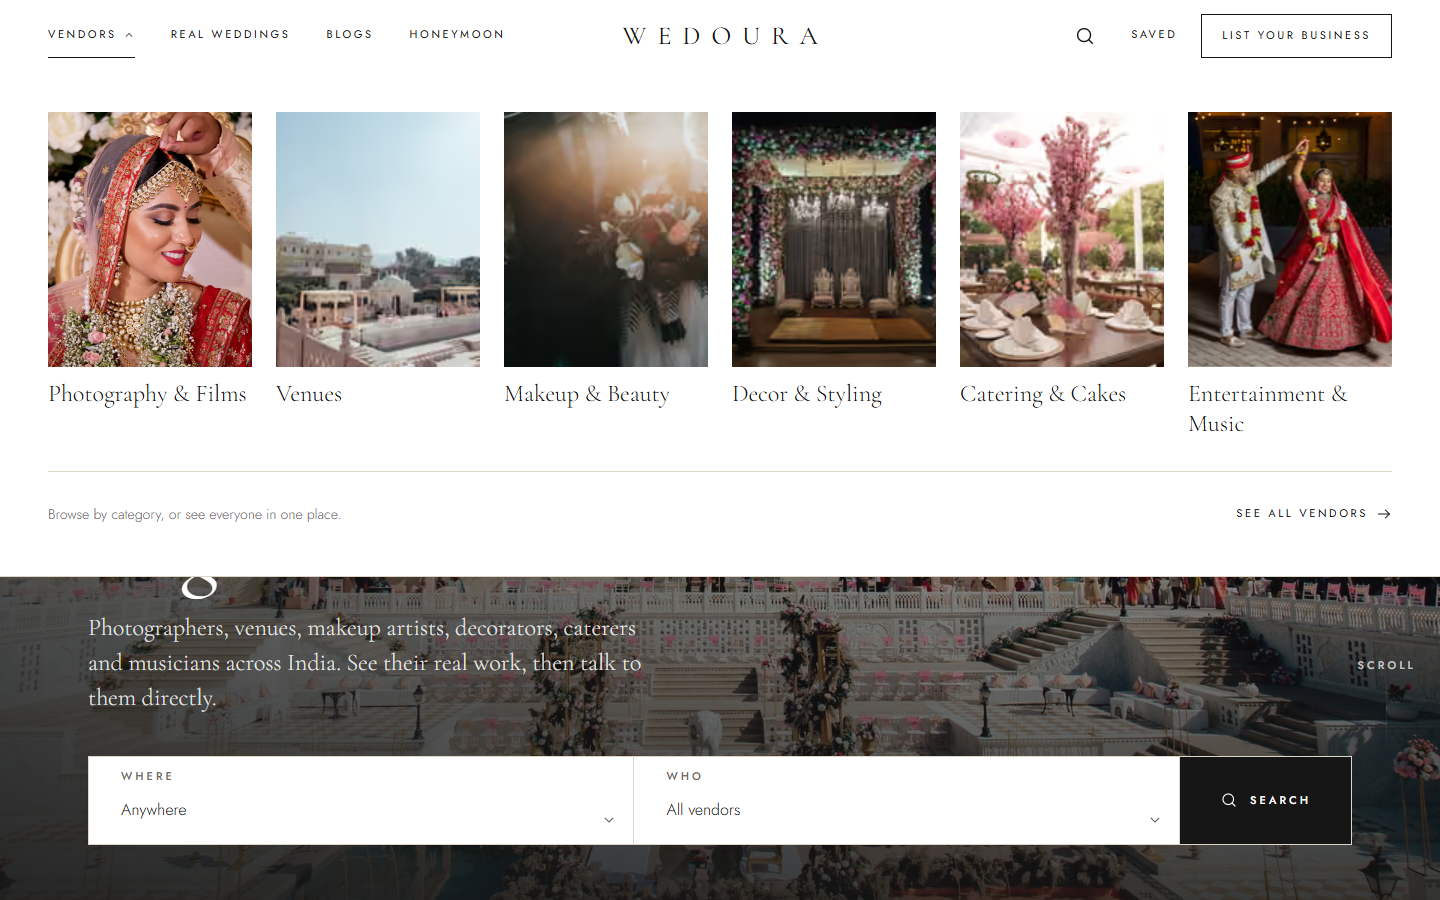 VENDORS
REAL WEDDINGS
BLOGS
HONEYMOON
WEDOURA
SAVED
LIST YOUR BUSINESS
Photography & Films
Venues
Makeup & Beauty
Decor & Styling
Catering & Cakes
Entertainment &
Music
Browse by category, or see everyone in one place.
SEE ALL VENDORS
Photographers, venues, makeup artists, decorators, caterers
and musicians across India. See their real work, then talk to
them directly.
SCROLL
WHERE
Anywhere
WHO
All vendors
SEARCH